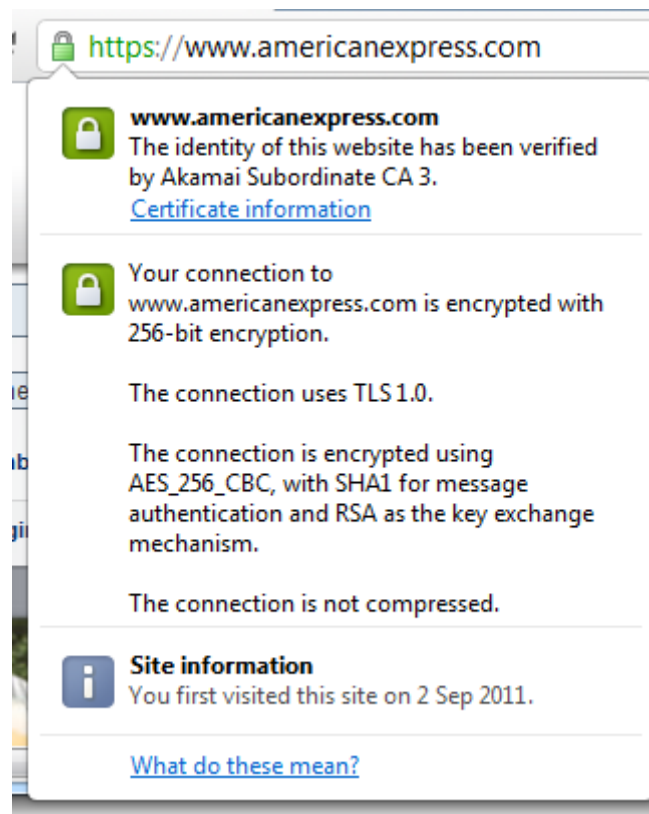 https://www.americanexpress.com
www.americanexpress.com
The identity of this website has been verified
by Akamai Subordinate CA 3.
Certificate information
Your connection to
www.americanexpress.com is encrypted with
256-bit encryption.
The connection uses TLS 1.0.
The connection is encrypted using
AES_256_CBC, with SHA1 for message
authentication and RSA as the key exchange
mechanism.
The connection is not compressed.
Site information
You first visited this site on 2 Sep 2011.
What do these mean?